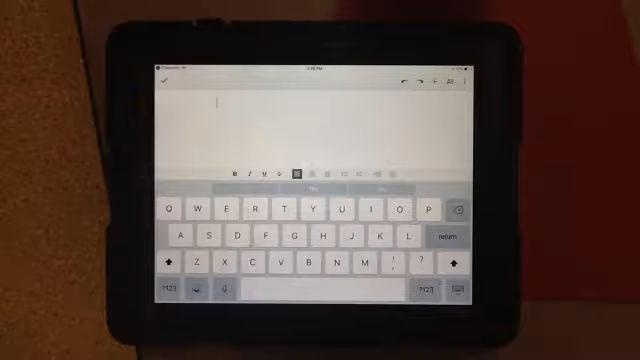 B I U S
Q W E R T Y U I O P
A S D F G H J K L return
Z X C V B N M ! , ? .
.?123 .?123